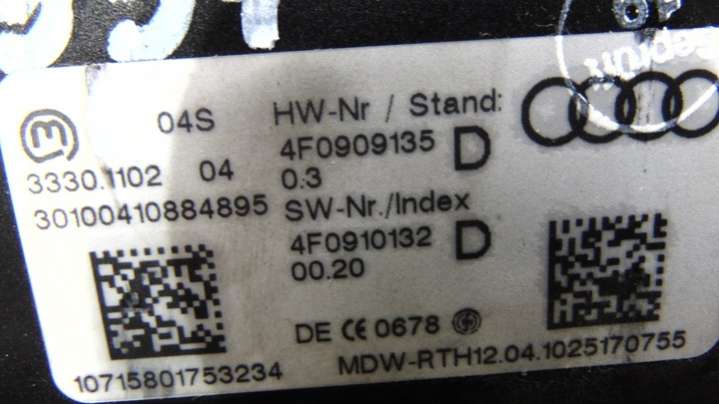 04S
HW-Nr / Stand:
4F0909135 D
3330.1102 04
0.3
30100410884895
SW-Nr./Index
4F0910132 D
00.20
DE CE 0678
MDW-RTH12.04.1025170755
10715801753234